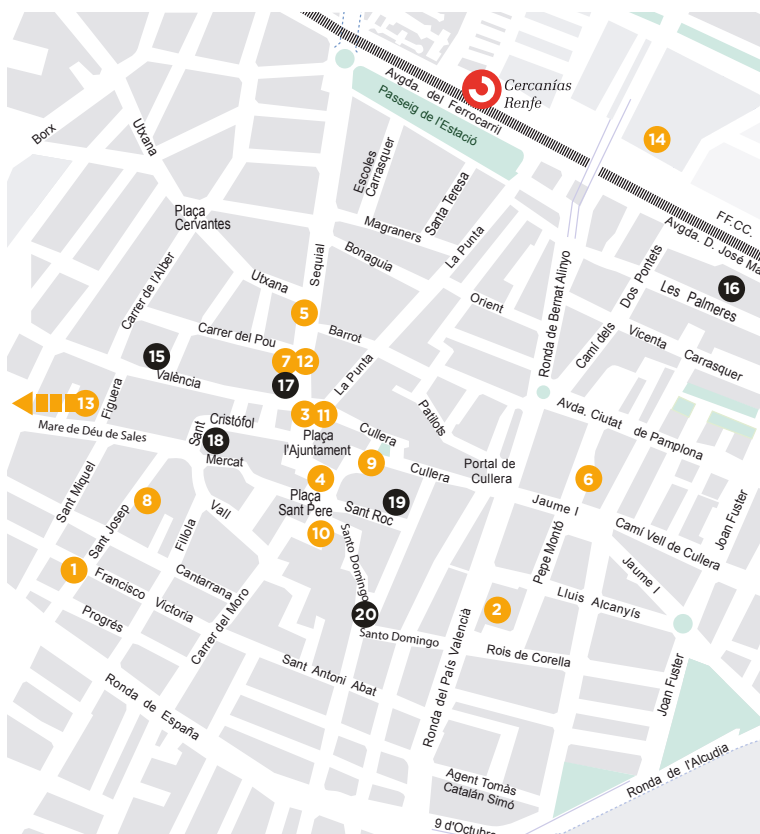 Cercanías
Renfe
Avgda. del Ferrocarril
Passeig de l'Estació
14
Borx
Utxana
Escoles
Carrasquer
Santa Teresa
FF.CC.
Plaça
Cervantes
Magraners
La Punta
Avgda. D. José Ma
Sequial
Bonaguia
Dos Pontets
16
Carrer de l'Alber
Utxana
Orient
Ronda de Bernat Alinyo
Les Palmeres
5
Barrot
Carrer del Pou
Camí dels
Vicenta
Carrasquer
15
7
12
València
17
La Punta
13
Figuera
3
11
Patilots
Avda. Ciutat de Pamplona
Mare de Déu de Sales
Sant
Cristófol
Plaça
l'Ajuntament
Cullera
18
Mercat
9
Cullera
Portal de
Cullera
4
6
Sant Miquel
8
Plaça
Sant Pere
Sant Roc
19
Jaume I
Sant Josep
Vall
10
Camí Vell de Cullera
Joan Fuster
Fillola
Santo Domingo
Pepe Montó
1
Francisco
Victoria
Cantarrana
Jaume I
Lluis Alcanyís
Progrés
Carrer del Moro
20
Santo Domingo
2
Rois de Corella
Sant Antoni Abat
Ronda del País Valencià
Joan Fuster
Ronda de España
Agent Tomàs
Catalán Simó
Ronda de l'Alcudia
9 d'Octubre